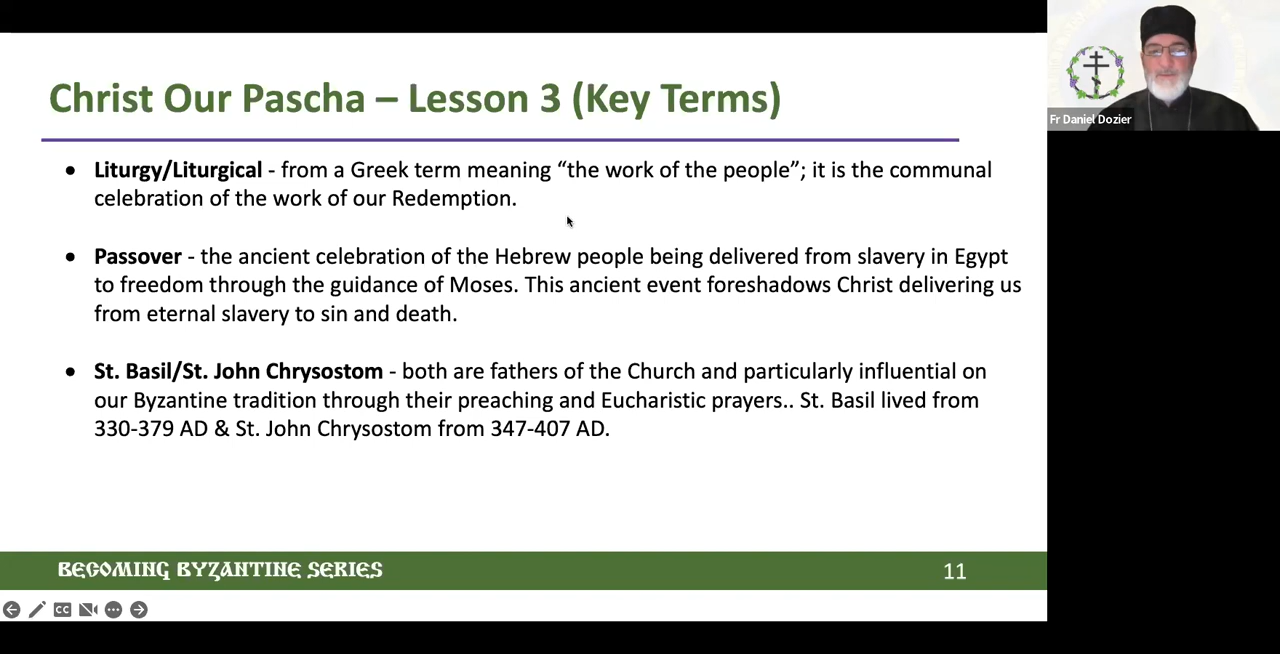 Christ Our Pascha – Lesson 3 (Key Terms)
Fr Daniel Dozier
• Liturgy/Liturgical - from a Greek term meaning “the work of the people”; it is the communal
celebration of the work of our Redemption.
• Passover - the ancient celebration of the Hebrew people being delivered from slavery in Egypt
to freedom through the guidance of Moses. This ancient event foreshadows Christ delivering us
from eternal slavery to sin and death.
• St. Basil/St. John Chrysostom - both are fathers of the Church and particularly influential on
our Byzantine tradition through their preaching and Eucharistic prayers.. St. Basil lived from
330-379 AD & St. John Chrysostom from 347-407 AD.
BECOMING BYZANTINE SERIES
11
CC